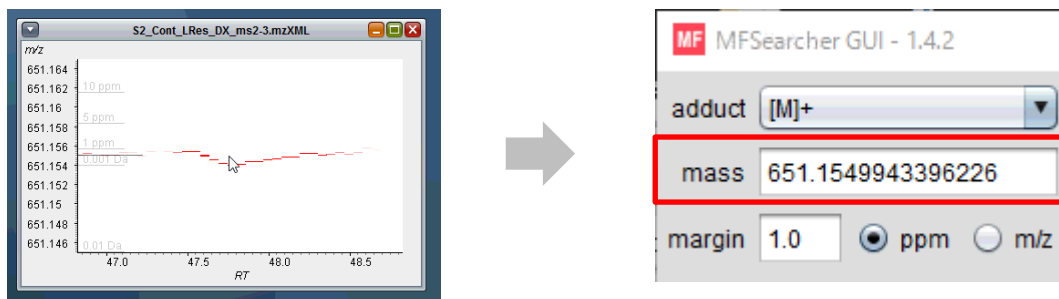 S2_Cont_LRes_DX_ms2-3.mzXML
m/z
651.164
651.162
10 ppm
651.16
5 ppm
651.158
651.156
1 ppm
0.001 Da
651.154
651.152
651.15
651.148
651.146
0.01 Da
47.0 47.5 48.0 48.5
RT
MF MFSearcher GUI - 1.4.2
adduct [M]+
mass 651.1549943396226
margin 1.0 ppm m/z